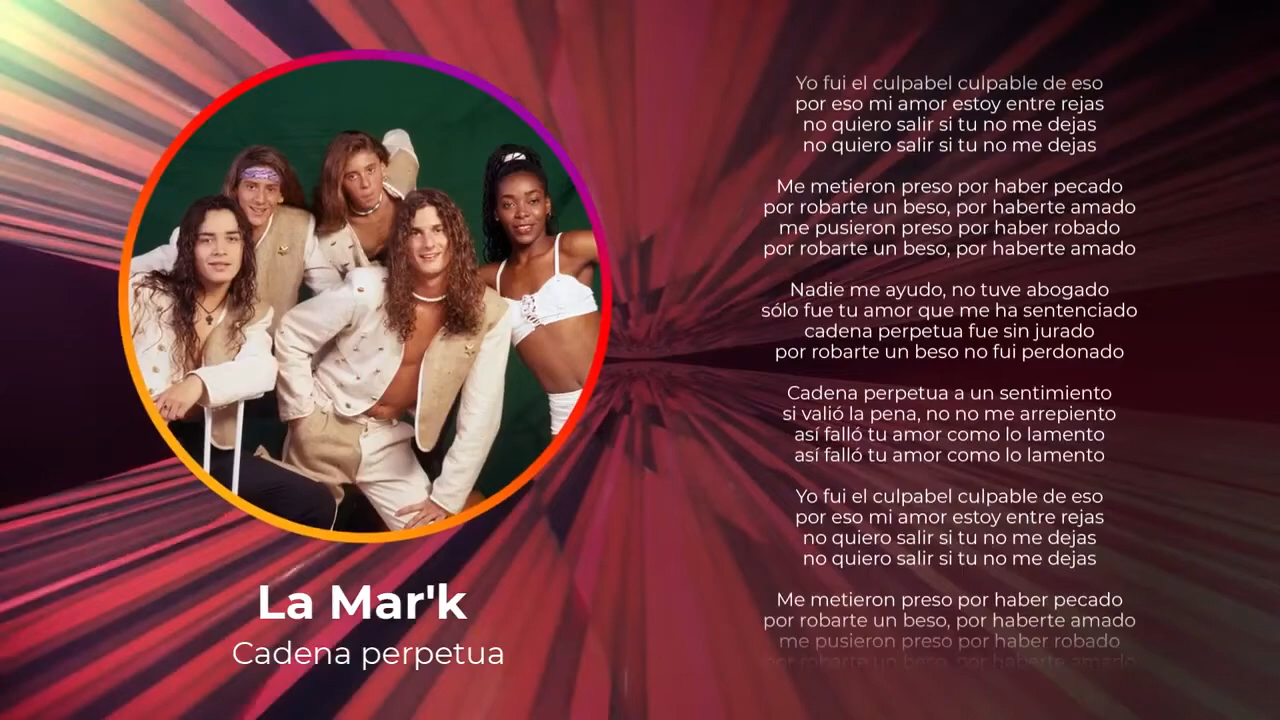 La Mar'k
Cadena perpetua
Yo fui el culpabel culpable de eso
por eso mi amor estoy entre rejas
no quiero salir si tu no me dejas
no quiero salir si tu no me dejas
Me metieron preso por haber pecado
por robarte un beso, por haberte amado
me pusieron preso por haber robado
por robarte un beso, por haberte amado
Nadie me ayudo, no tuve abogado
sólo fue tu amor que me ha sentenciado
cadena perpetua fue sin jurado
por robarte un beso no fui perdonado
Cadena perpetua a un sentimiento
si valió la pena, no no me arrepiento
así falló tu amor como lo lamento
así falló tu amor como lo lamento
Yo fui el culpabel culpable de eso
por eso mi amor estoy entre rejas
no quiero salir si tu no me dejas
no quiero salir si tu no me dejas
Me metieron preso por haber pecado
por robarte un beso, por haberte amado
me pusieron preso por haber robado
por robarte un beso, por haberte amado